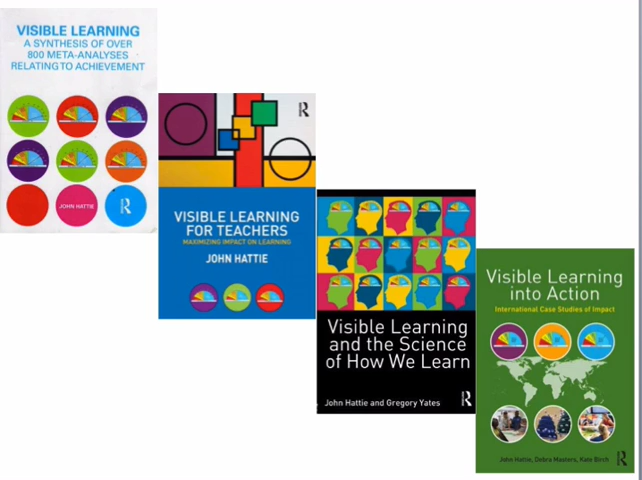 VISIBLE LEARNING
A SYNTHESIS OF OVER
800 META-ANALYSES
RELATING TO ACHIEVEMENT
JOHN HATTIE
R
R
VISIBLE LEARNING
FOR TEACHERS
MAXIMIZING IMPACT ON LEARNING
JOHN HATTIE
Visible Learning
and the Science
of How We Learn
John Hattie and Gregory Yates
R
Visible Learning
into Action
International Case Studies of Impact
John Hattie, Debra Masters, Kate Birch
R